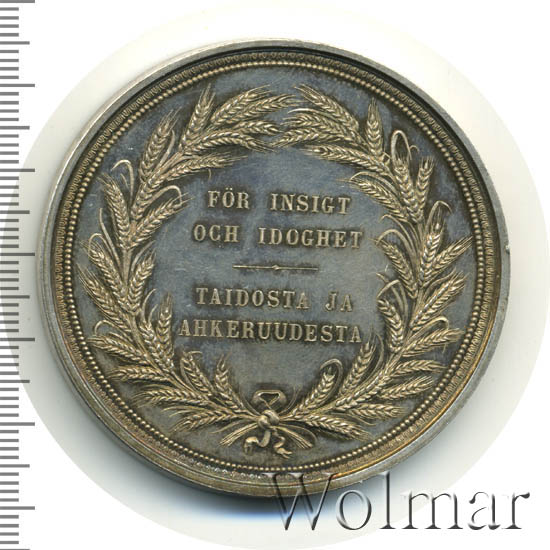 FÖR INSIGT
OCH IDOGHET
TAIDOSTA JA
AHKERUUDESTA
Wolmar